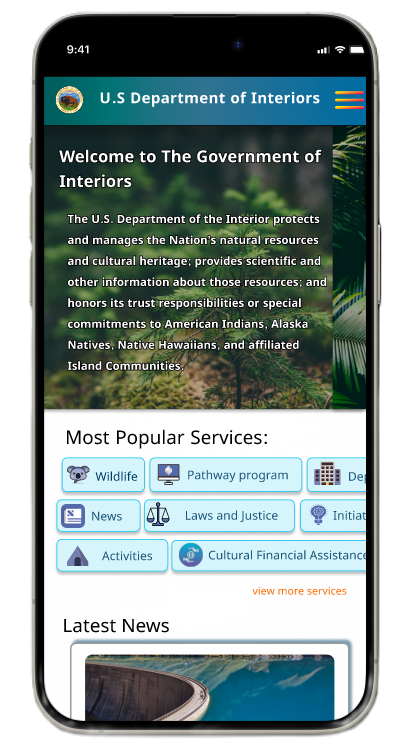 9:41
U.S Department of Interiors
Welcome to The Government of
Interiors
The U.S. Department of the Interior protects
and manages the Nation's natural resources
and cultural heritage; provides scientific and
other information about those resources; and
honors its trust responsibilities or special
commitments to American Indians, Alaska
Natives, Native Hawaiians, and affiliated
Island Communities.
Most Popular Services:
Wildlife Pathway program De
News Laws and Justice Initiat
Activities Cultural Financial Assistance
view more services
Latest News